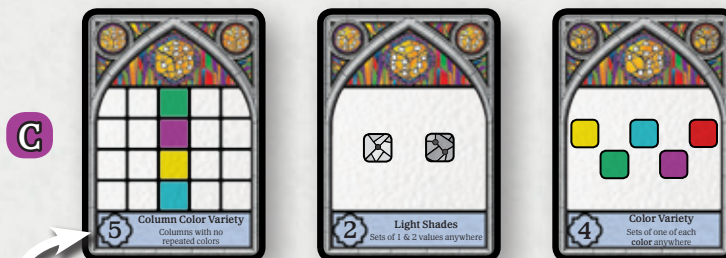 C
5
Column Color Variety
Columns with no
repeated colors
2
Light Shades
Sets of 1 & 2 values anywhere
4
Color Variety
Sets of one of each
color anywhere